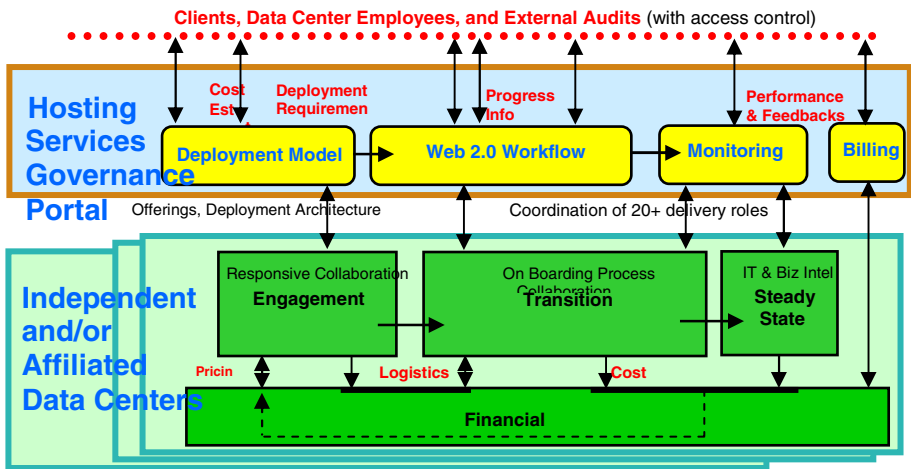 Clients, Data Center Employees, and External Audits (with access control)
Hosting
Services
Governance
Portal
Cost
Est
Deployment
Requiremen
Progress
Info
Performance
& Feedbacks
Deployment Model
Web 2.0 Workflow
Monitoring
Billing
Offerings, Deployment Architecture
Coordination of 20+ delivery roles
Independent
and/or
Affiliated
Data Centers
Responsive Collaboration
Engagement
On Boarding Process
Collaboration
Transition
IT & Biz Intel
Steady
State
Pricin
Logistics
Cost
Financial